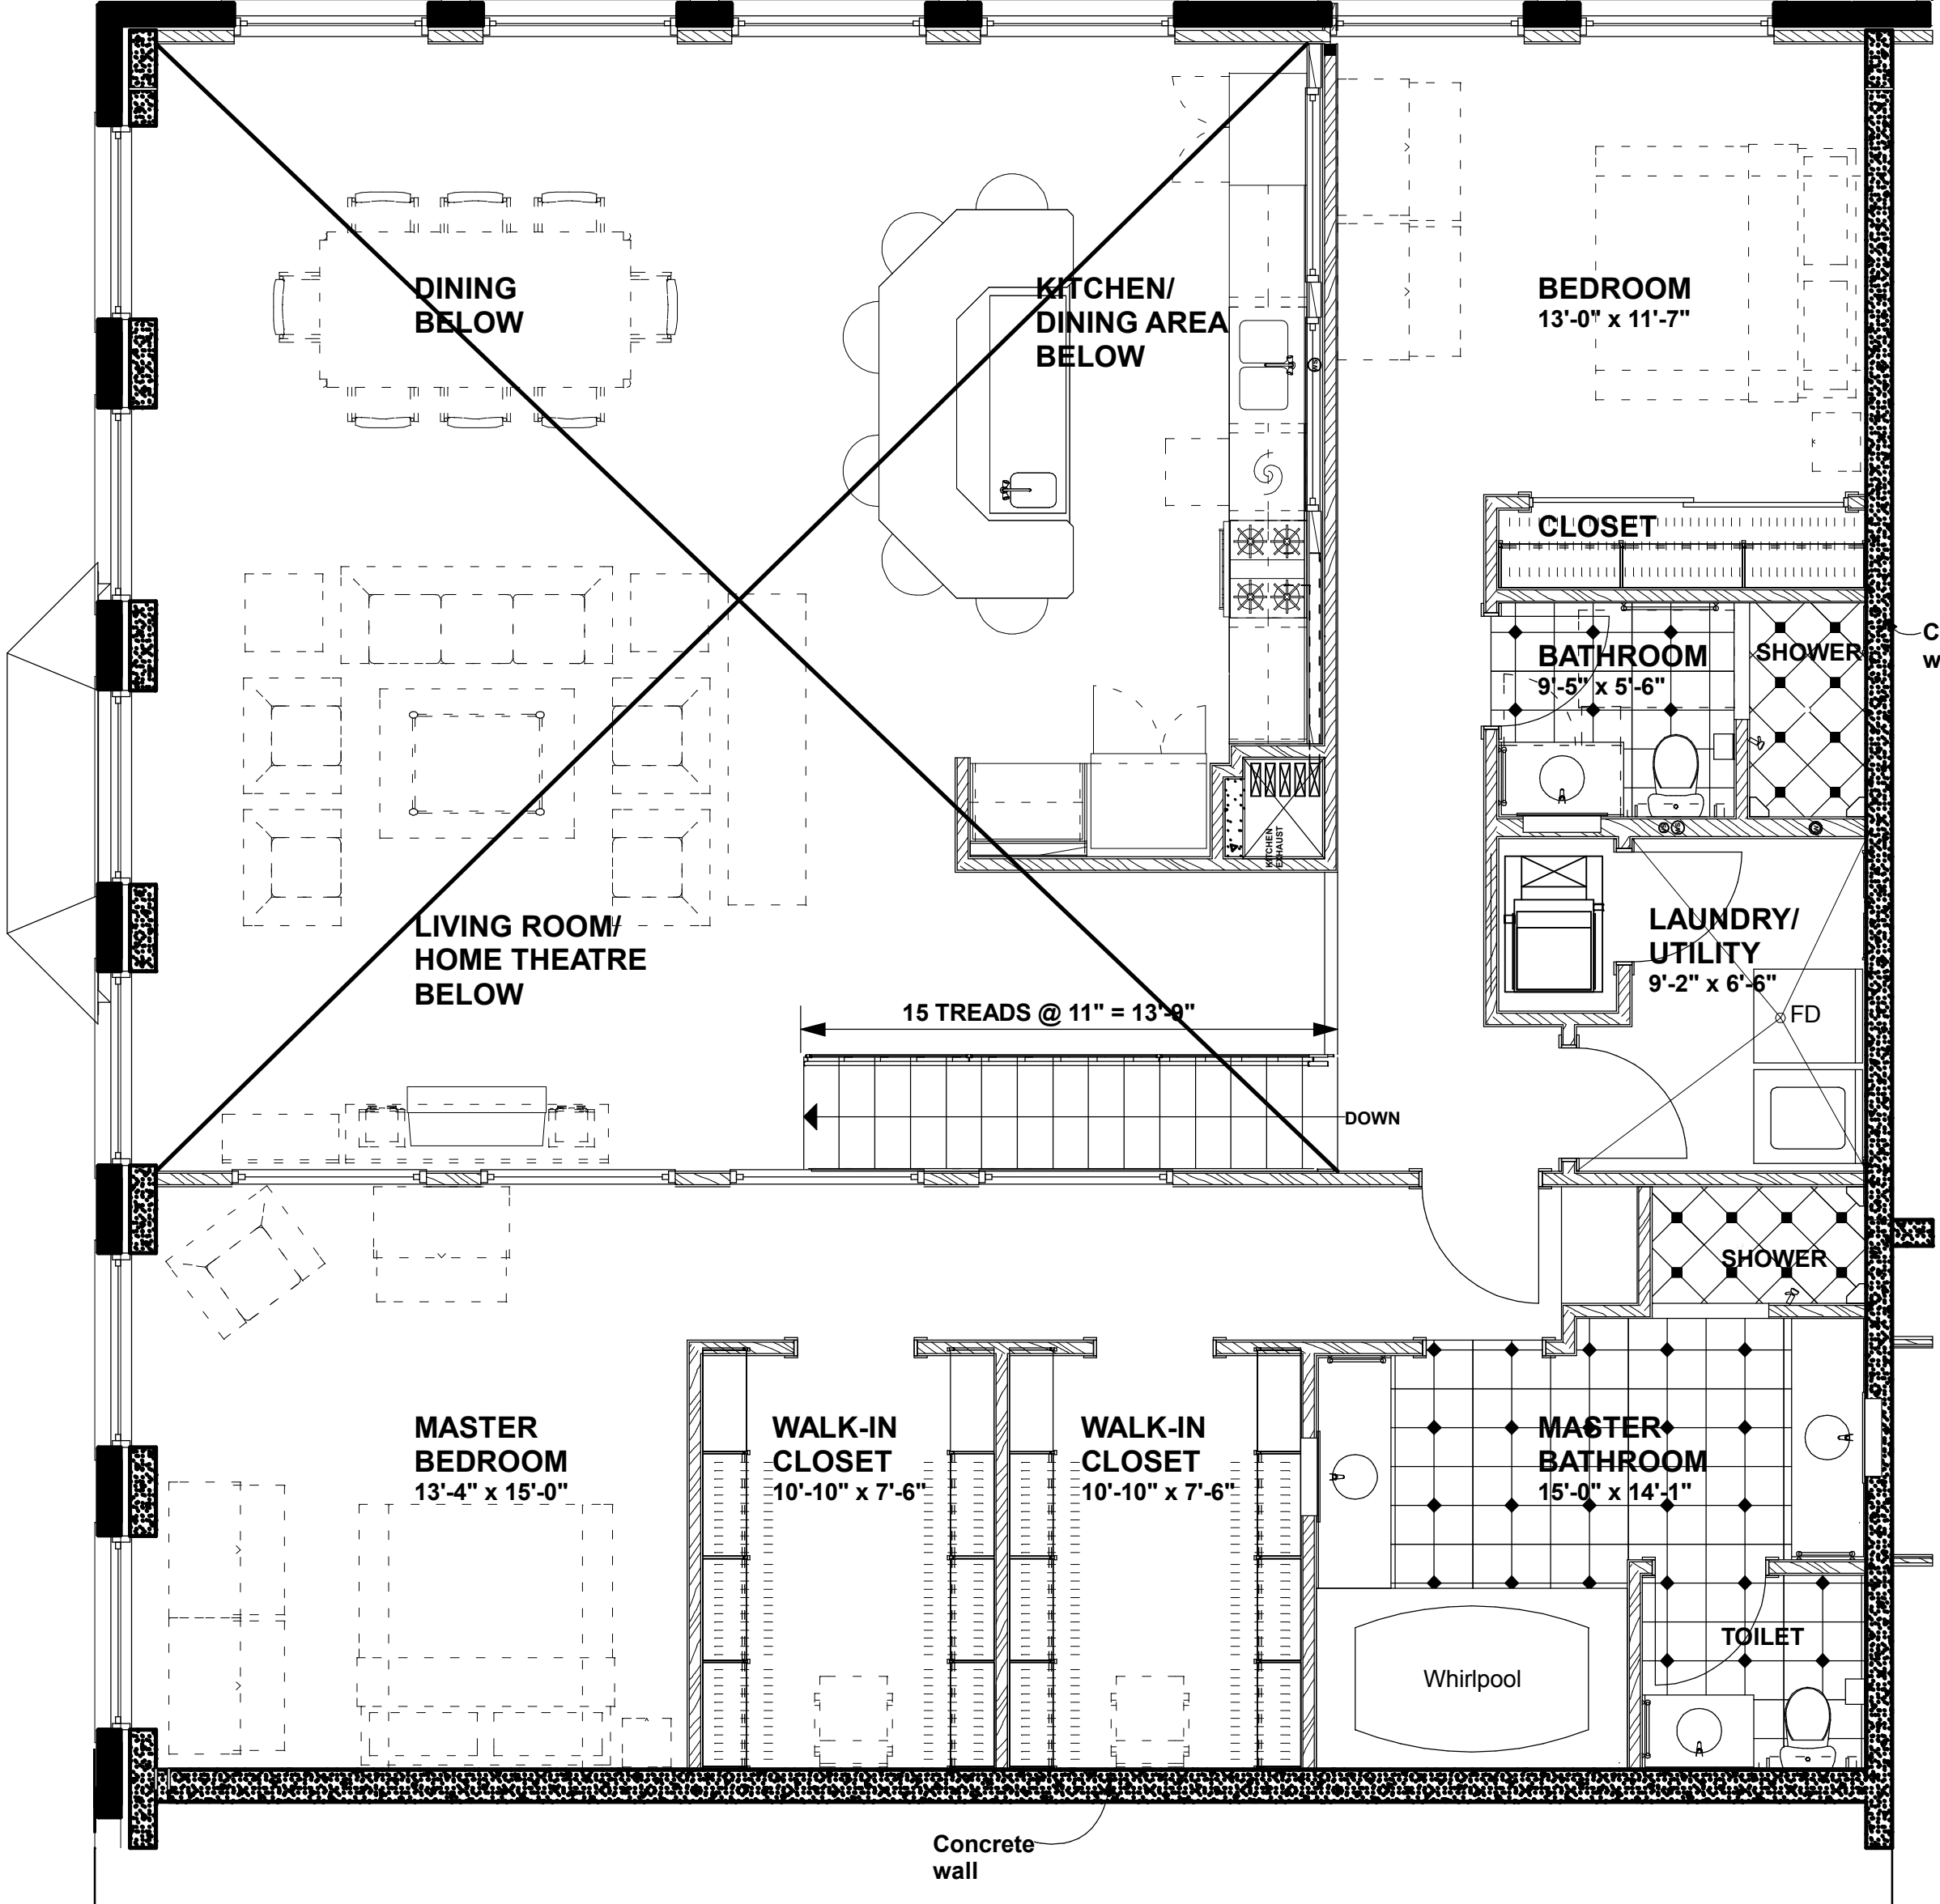 DINING
BELOW
KITCHEN/
DINING AREA
BELOW
BEDROOM
13'-0" x 11'-7"
CLOSET
BATHROOM
9'-5" x 5'-6"
SHOWER
KITCHEN
EXHAUST
LIVING ROOM/
HOME THEATRE
BELOW
LAUNDRY/
UTILITY
9'-2" x 6'-6"
FD
15 TREADS @ 11" = 13'-9"
DOWN
SHOWER
MASTER
BEDROOM
13'-4" x 15'-0"
WALK-IN
CLOSET
10'-10" x 7'-6"
WALK-IN
CLOSET
10'-10" x 7'-6"
MASTER
BATHROOM
15'-0" x 14'-1"
TOILET
Whirlpool
Concrete
wall